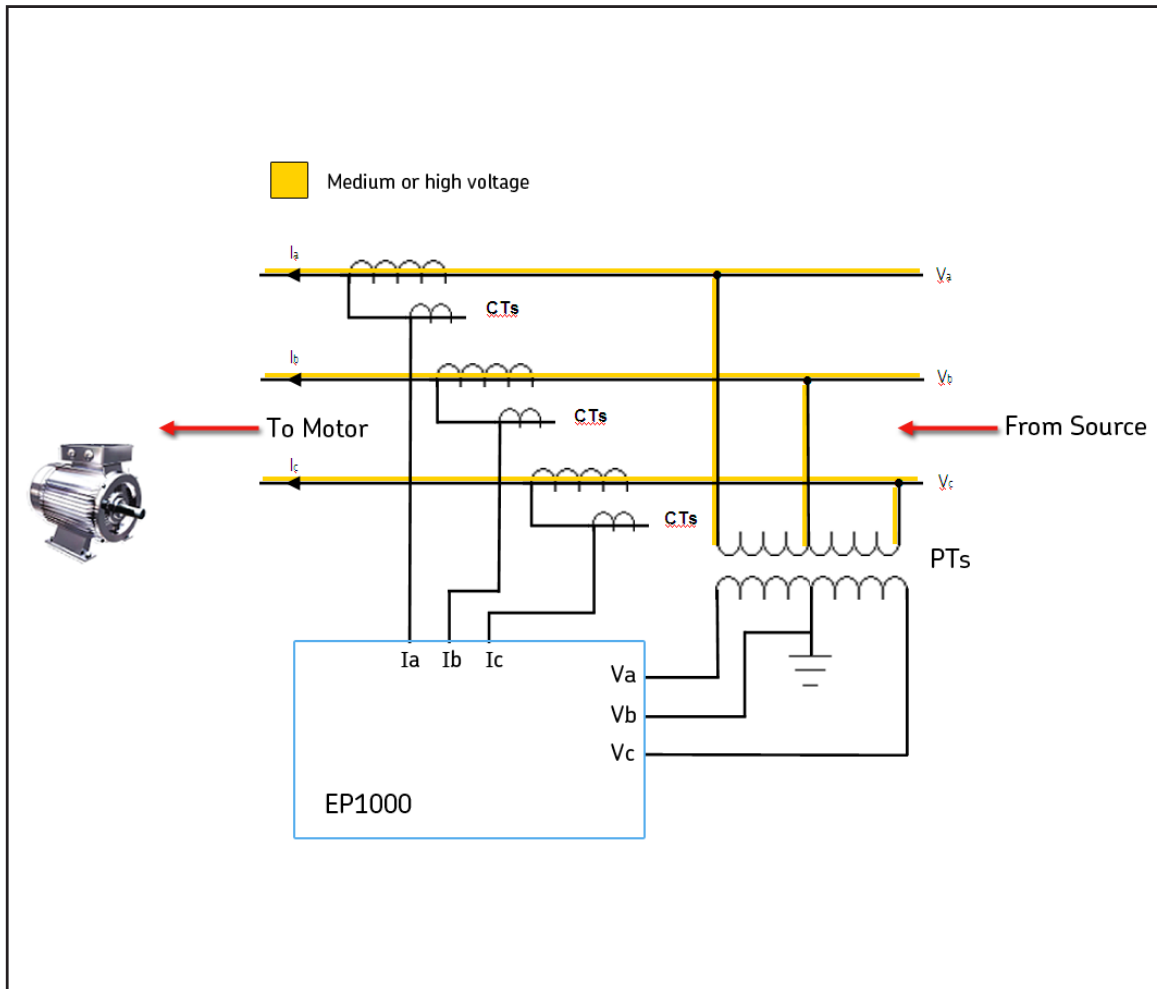 Medium or high voltage
Ia
Va
CTs
Ib
Vb
CTs
To Motor
From Source
Ic
Vc
CTs
PTs
Ia Ib Ic
Va
Vb
Vc
EP1000